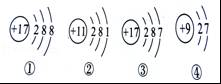 +17 2 8 8 +11 2 8 1 +17 2 8 7 +9 2 7
① ② ③ ④